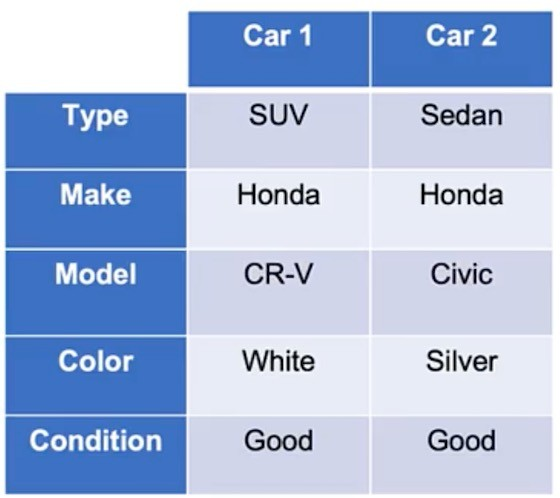 Car 1 Car 2
Type SUV Sedan
Make Honda Honda
Model CR-V Civic
Color White Silver
Condition Good Good